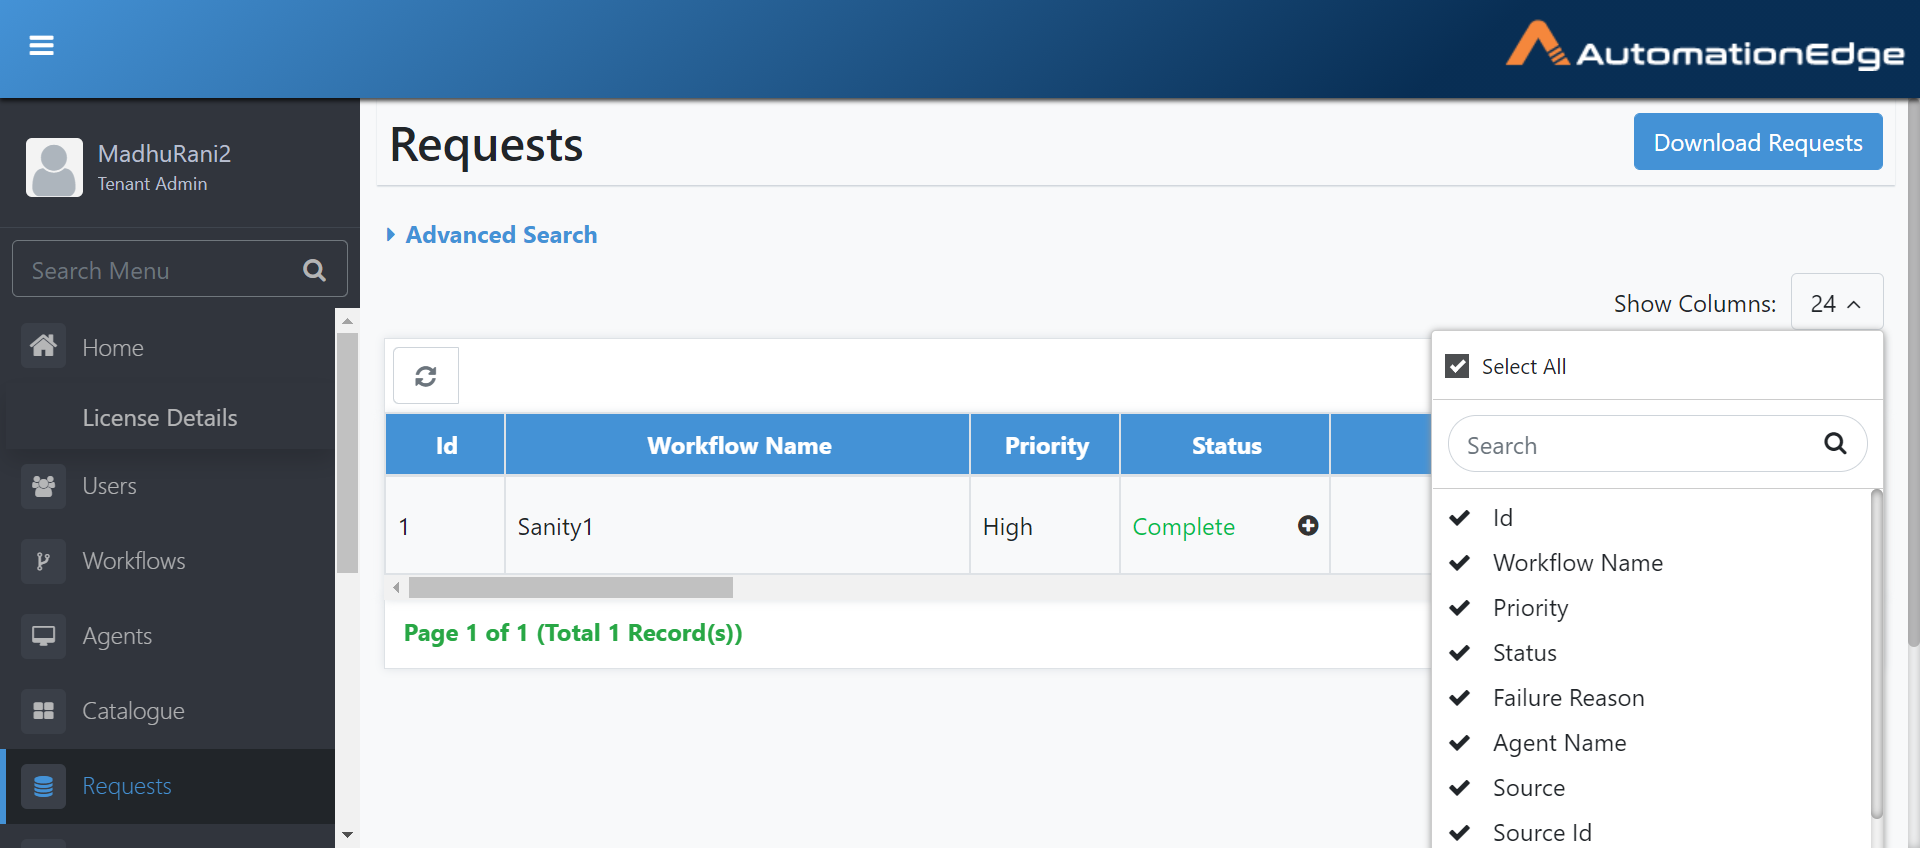 AutomationEdge
MadhuRani2
Tenant Admin
Search Menu
Home
License Details
Users
Workflows
Agents
Catalogue
Requests
Requests
Download Requests
Advanced Search
Show Columns: 24
Id Workflow Name Priority Status
1 Sanity1 High Complete
Page 1 of 1 (Total 1 Record(s))
Select All
Search
Id
Workflow Name
Priority
Status
Failure Reason
Agent Name
Source
Source Id